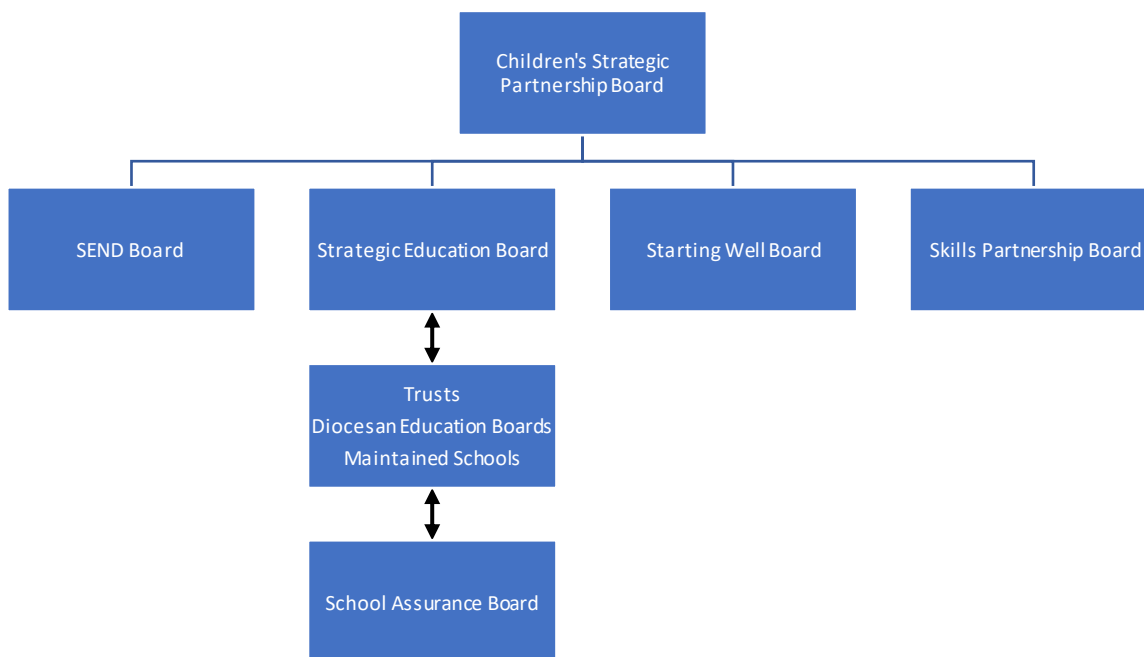 Children's Strategic
Partnership Board
SEND Board
Strategic Education Board
Starting Well Board
Skills Partnership Board
Trusts
Diocesan Education Boards
Maintained Schools
School Assurance Board